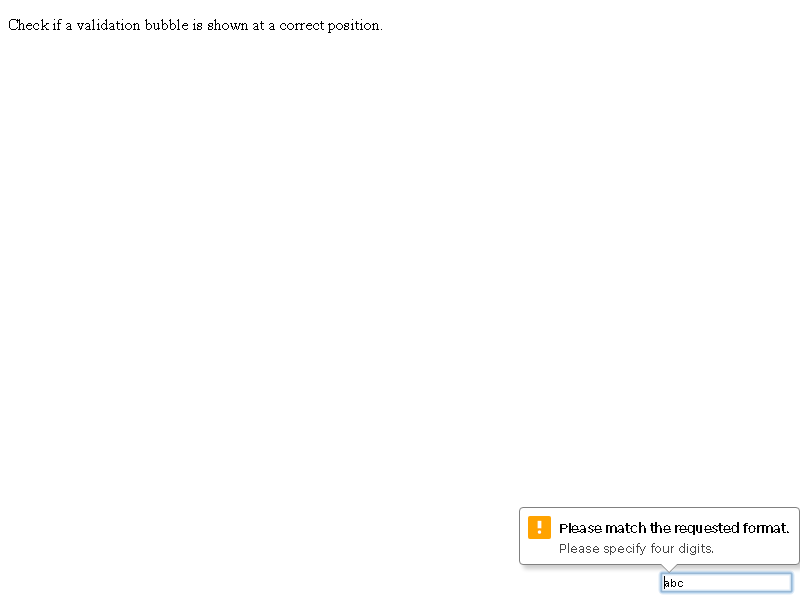 Check if a validation bubble is shown at a correct position.
Please match the requested format.
Please specify four digits.
abc